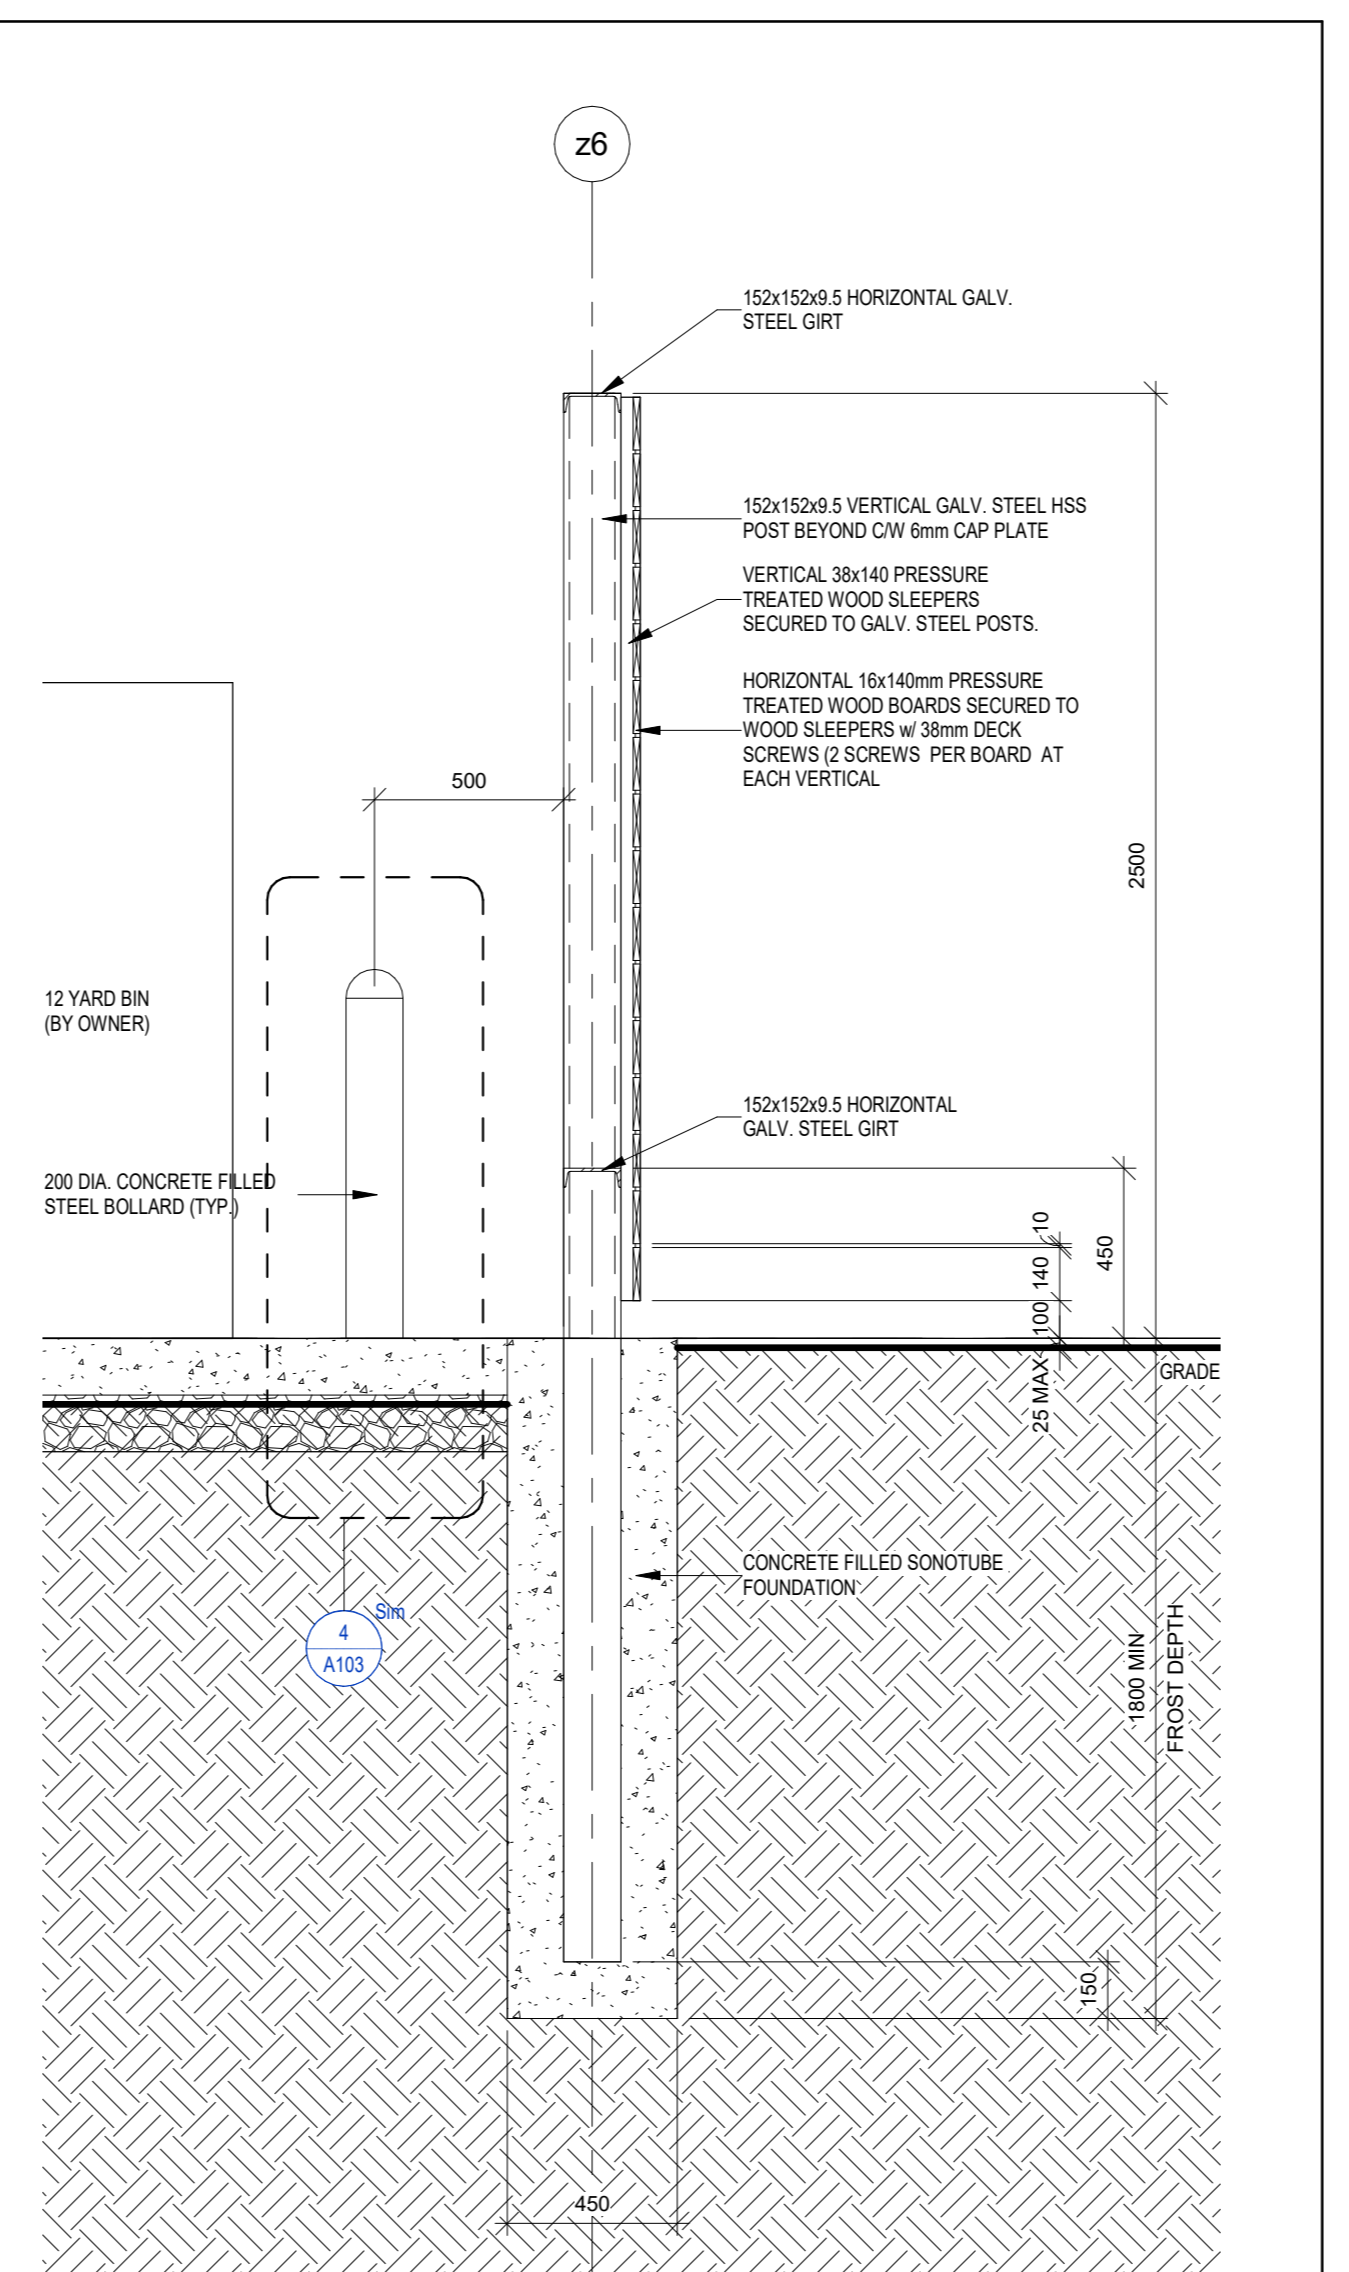 z6
152x152x9.5 HORIZONTAL GALV.
STEEL GIRT
152x152x9.5 VERTICAL GALV. STEEL HSS
POST BEYOND C/W 6mm CAP PLATE
VERTICAL 38x140 PRESSURE
TREATED WOOD SLEEPERS
SECURED TO GALV. STEEL POSTS.
HORIZONTAL 16x140mm PRESSURE
TREATED WOOD BOARDS SECURED TO
WOOD SLEEPERS w/ 38mm DECK
SCREWS (2 SCREWS PER BOARD AT
EACH VERTICAL
500
2500
12 YARD BIN
(BY OWNER)
152x152x9.5 HORIZONTAL
GALV. STEEL GIRT
200 DIA. CONCRETE FILLED
STEEL BOLLARD (TYP.)
10
450
140
100
25 MAX
GRADE
CONCRETE FILLED SONOTUBE
FOUNDATION
Sim
4
A103
1800 MIN
FROST DEPTH
150
450